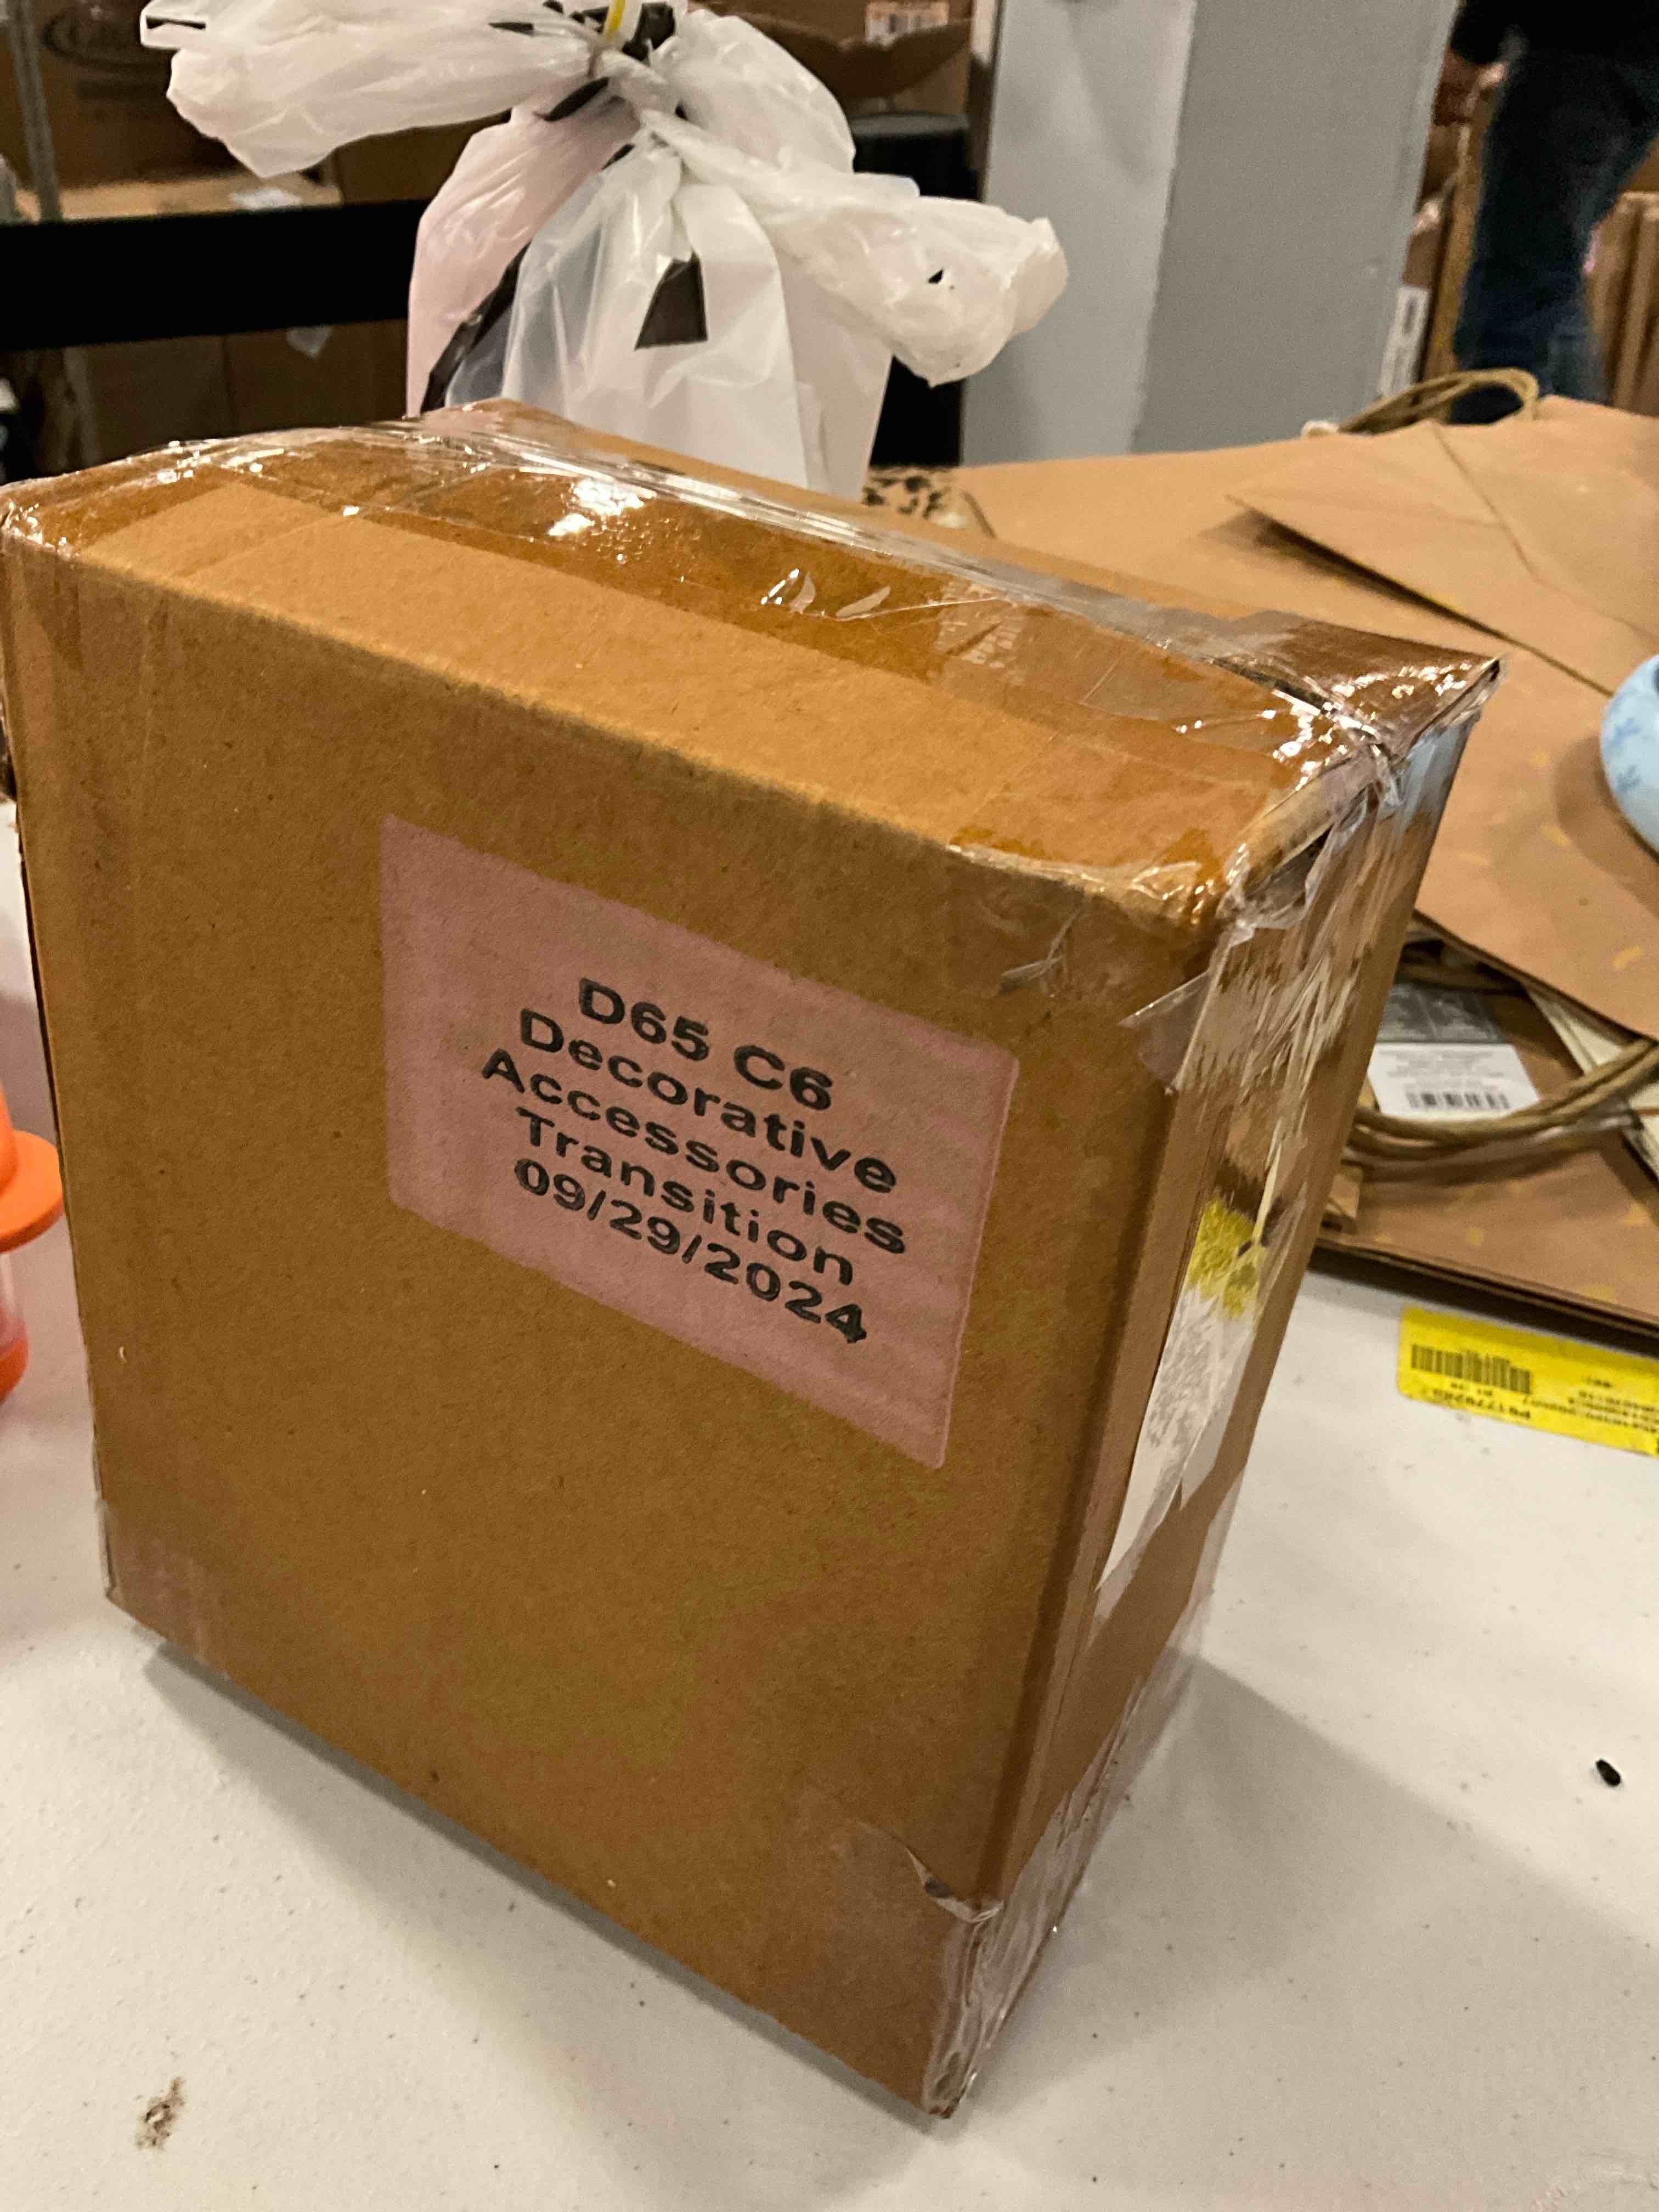 D65 C6
Decorative
Accessories
Transition
09/29/2024